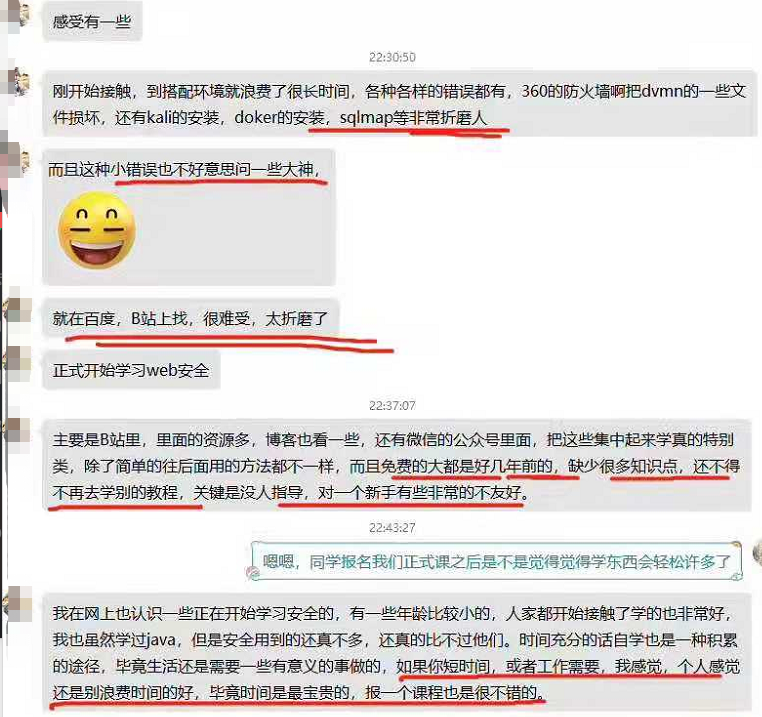 感受有一些
22:30:50
刚开始接触，到搭配环境就浪费了很长时间，各种各样的错误都有，360的防火墙啊把dvmn的一些文
件损坏，还有kali的安装，doker的安装，sqlmap等非常折磨人
而且这种小错误也不好意思问一些大神，
就在百度，B站上找，很难受，太折磨了
正式开始学习web安全
22:37:07
主要是B站里，里面的资源多，博客也看一些，还有微信的公众号里面，把这些集中起来学真的特别
类，除了简单的往后面用的方法都不一样，而且免费的大都是好几年前的，缺少很多知识点，还不得
不再去学别的教程，关键是没人指导，对一个新手有些非常的不友好。
22:43:27
嗯嗯，同学报名我们正式课之后是不是觉得觉得学东西会轻松许多了
我在网上也认识一些正在开始学习安全的，有一些年龄比较小的，人家都开始接触了学的也非常好，
我也虽然学过java，但是安全用到的还真不多，还真的比不过他们。时间充分的话自学也是一种积累
的途径，毕竟生活还是需要一些有意义的事做的，如果你短时间，或者工作需要，我感觉，个人感觉
还是别浪费时间的好，毕竟时间是最宝贵的，报一个课程也是很不错的。